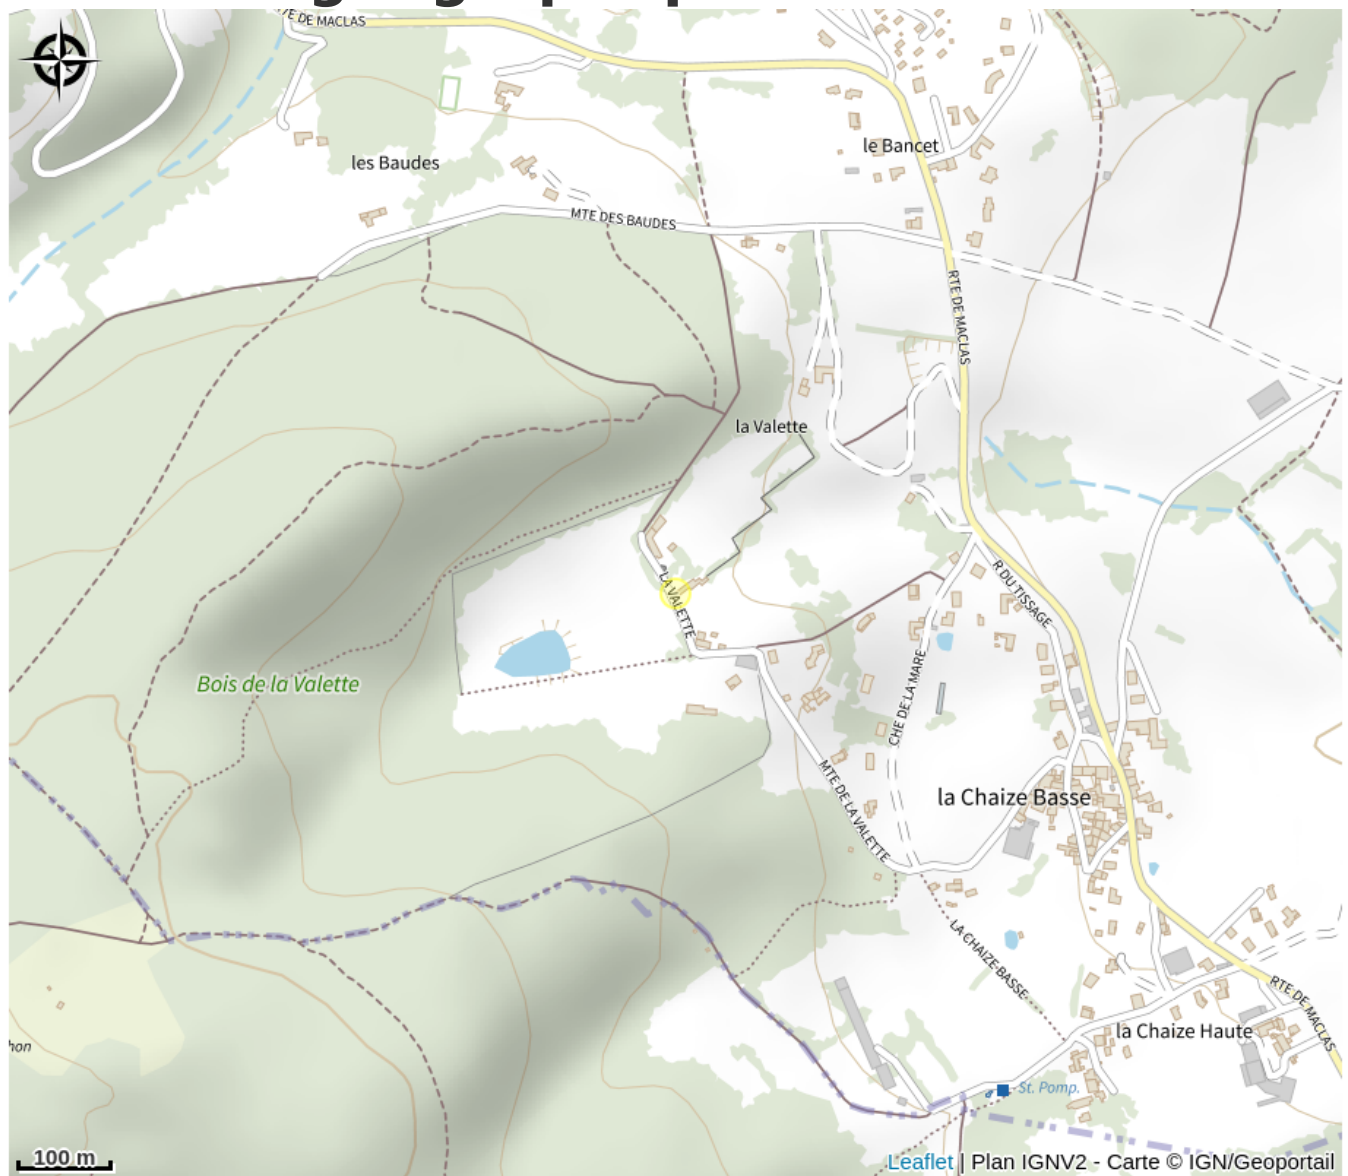 RTE DE MACLAS
le Bancet
les Baudes
MTE DES BAUDES
RTE DE MACLAS
la Valette
LA VALETTE
R DU TISSAGE
Bois de la Valette
CHE DE LA MARE
MTE DE LA VALETTE
la Chaize Basse
LA CHAIZE-BASSE
RTE DE MACLAS
la Chaize Haute
hon
St. Pomp.
100 m
Leaflet | Plan IGNV2 - Carte © IGN/Geoportail